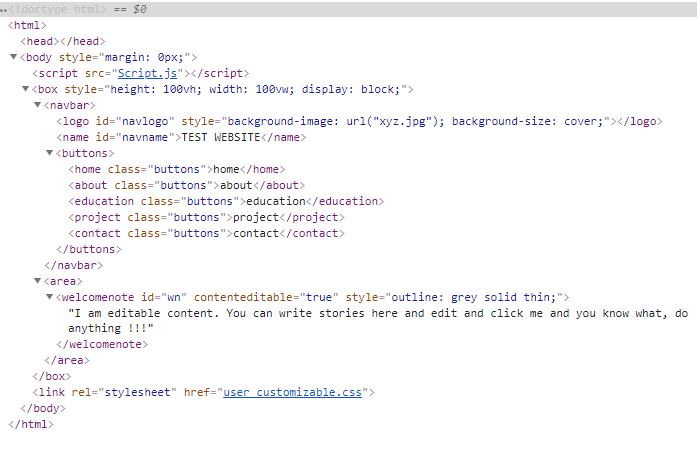 ··<!doctype html> == $0
<html>
<head></head>
▼<body style="margin: 0px;">
<script src="Script.js"></script>
▼<box style="height: 100vh; width: 100vw; display: block;">
▼<navbar>
<logo id="navlogo" style="background-image: url("xyz.jpg"); background-size: cover;"></logo>
<name id="navname">TEST WEBSITE</name>
▼<buttons>
<home class="buttons">home</home>
<about class="buttons">about</about>
<education class="buttons">education</education>
<project class="buttons">project</project>
<contact class="buttons">contact</contact>
</buttons>
</navbar>
▼<area>
▼<welcomenote id="wn" contenteditable="true" style="outline: grey solid thin;">
"I am editable content. You can write stories here and edit and click me and you know what, do
anything !!!"
</welcomenote>
</area>
</box>
<link rel="stylesheet" href="user_customizable.css">
</body>
</html>